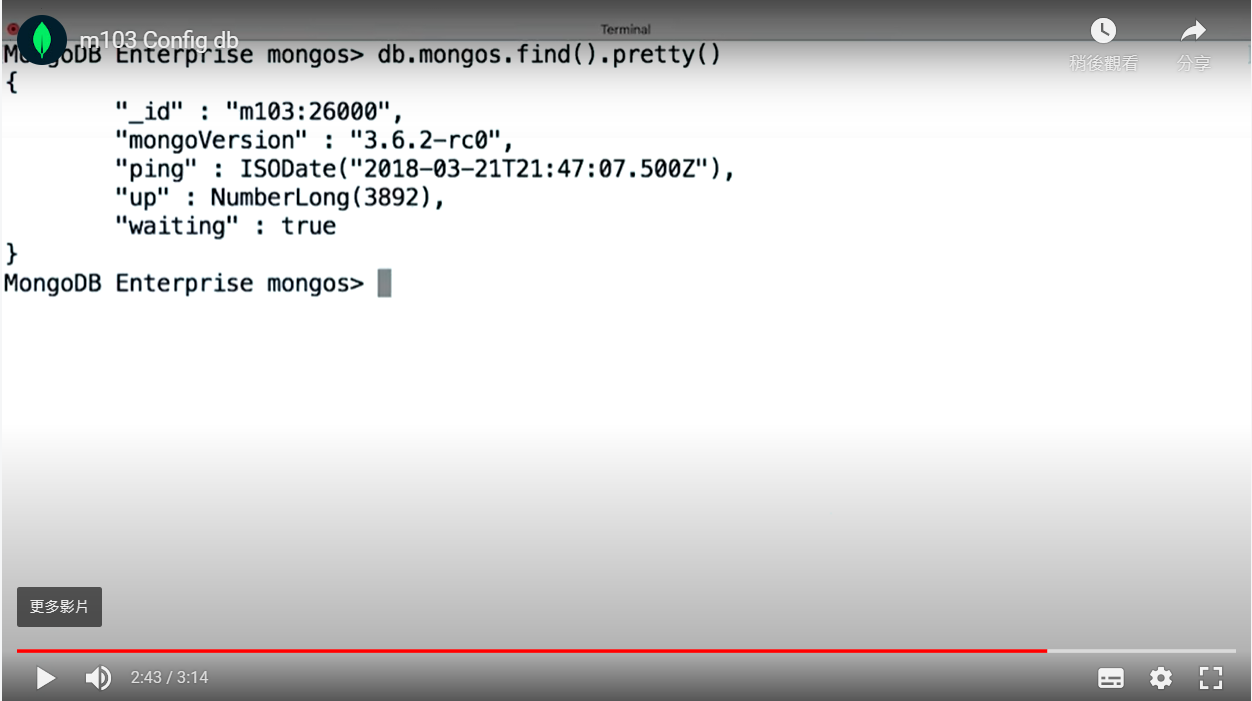 Terminal
m103 Config db
稍後觀看
分享
MongoDB Enterprise mongos> db.mongos.find().pretty()
{
"_id" : "m103:26000",
"mongoVersion" : "3.6.2-rc0",
"ping" : ISODate("2018-03-21T21:47:07.500Z"),
"up" : NumberLong(3892),
"waiting" : true
}
MongoDB Enterprise mongos>
更多影片
2:43 / 3:14